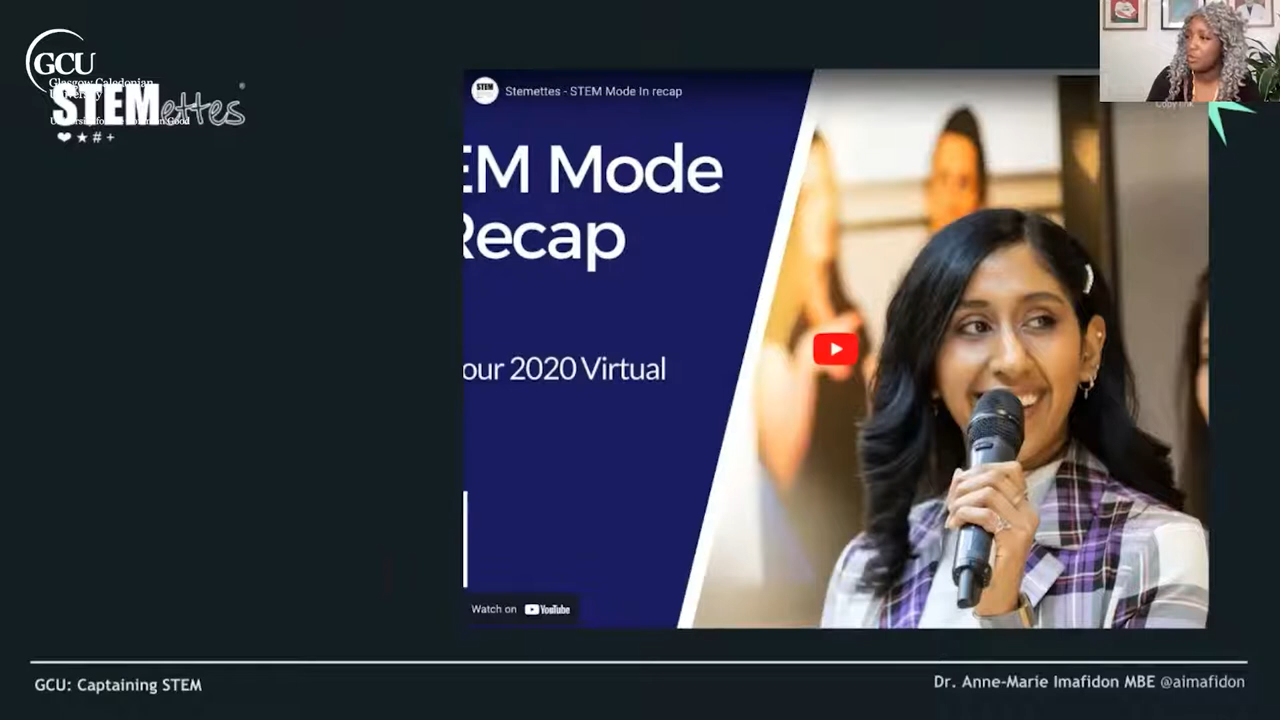 GCU
Glasgow Caledonian
University
STEMettes
Stemettes - STEM Mode In recap
EM Mode
Recap
our 2020 Virtual
Watch on YouTube
GCU: Captaining STEM
Dr. Anne-Marie Imafidon MBE @aimafidon